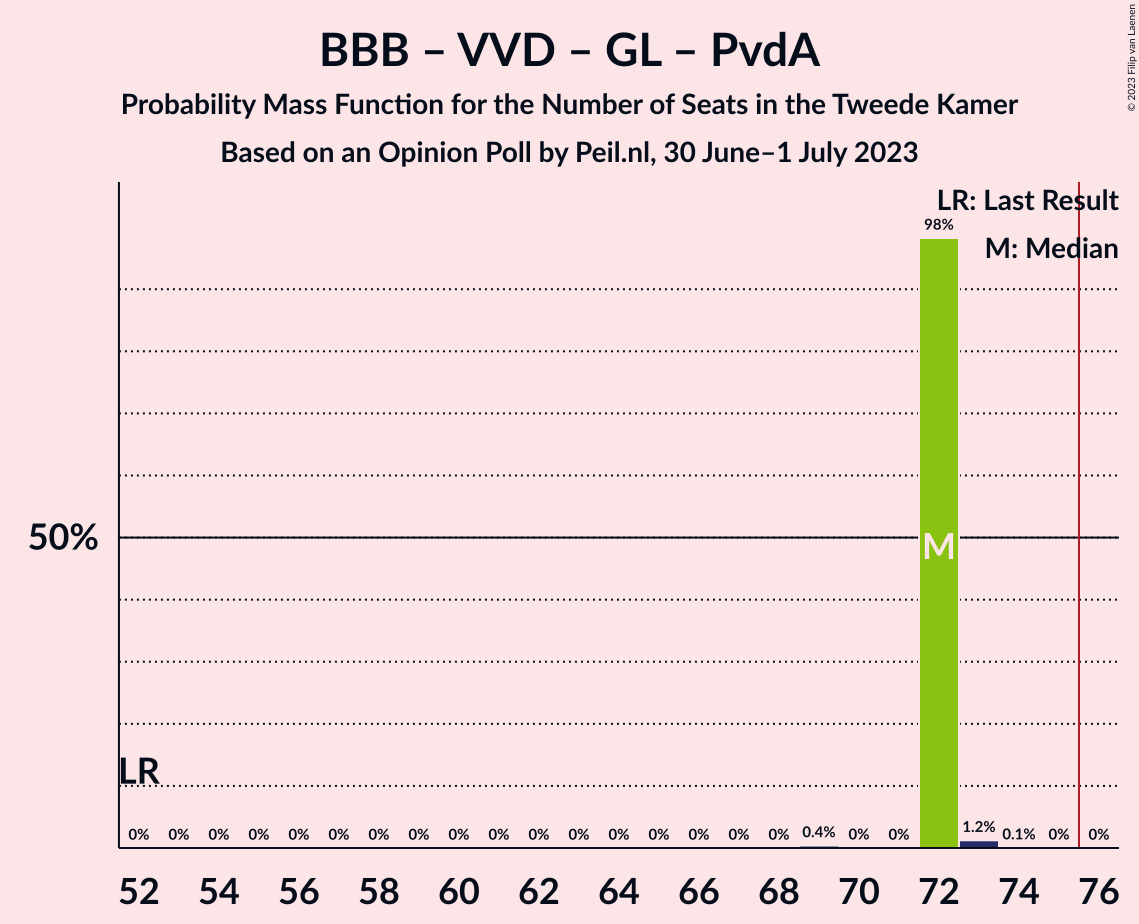 BBB – VVD – GL – PvdA
Probability Mass Function for the Number of Seats in the Tweede Kamer
Based on an Opinion Poll by Peil.nl, 30 June–1 July 2023
© 2023 Filip van Laenen
LR: Last Result
98%
M: Median
50%
M
LR
0% 0% 0% 0% 0% 0% 0% 0% 0% 0% 0% 0% 0% 0% 0% 0% 0% 0.4% 0% 0% 1.2% 0.1% 0% 0%
52 54 56 58 60 62 64 66 68 70 72 74 76